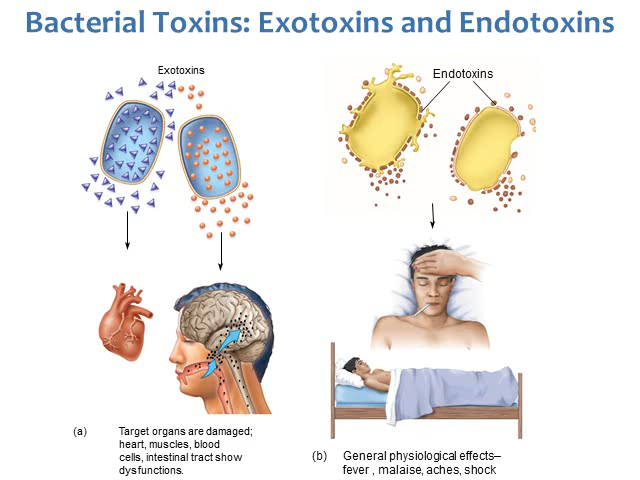 Bacterial Toxins: Exotoxins and Endotoxins
Exotoxins
Endotoxins
(a) Target organs are damaged;
heart, muscles, blood
cells, intestinal tract show
dysfunctions.
(b) General physiological effects–
fever , malaise, aches, shock